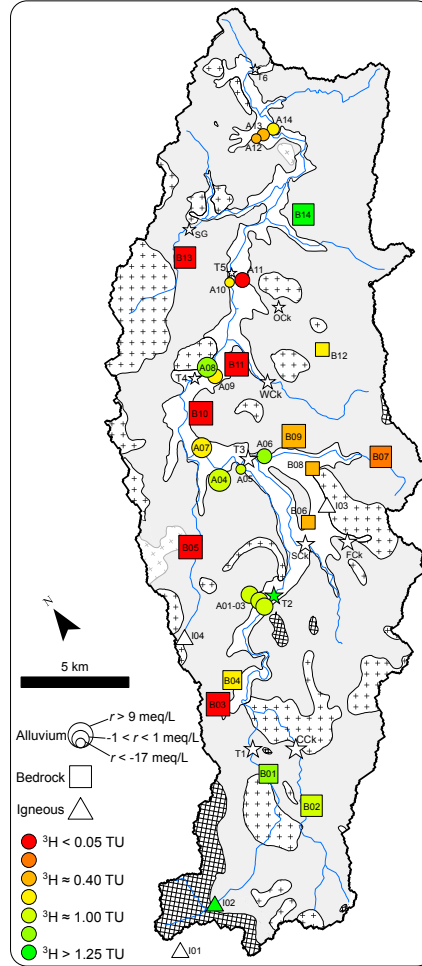 T6
A14
A13
A12
B14
SG
B13
T5
A11
A10
OCk
B12
B11
A08
T4
A09
WCk
B10
B09
A07
T3
A06
B07
B08
A04
A05
I03
B06
B05
SCk
FCk
A01-03
T2
N
I04
5 km
B04
B03
r > 9 meq/L
Alluvium
-1 < r < 1 meq/L
r < -17 meq/L
CCk
T1
Bedrock
B01
Igneous
B02
³H < 0.05 TU
³H ≈ 0.40 TU
³H ≈ 1.00 TU
I02
³H > 1.25 TU
I01